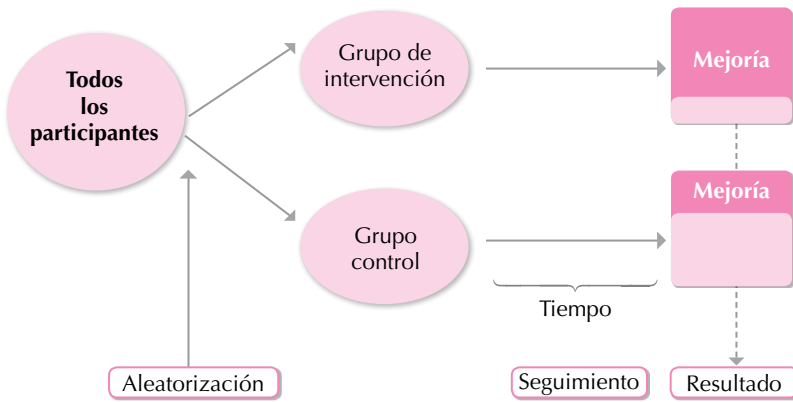 Todos
los
participantes
Grupo de
intervención
Mejoría
Grupo
control
Mejoría
Tiempo
Aleatorización
Seguimiento
Resultado